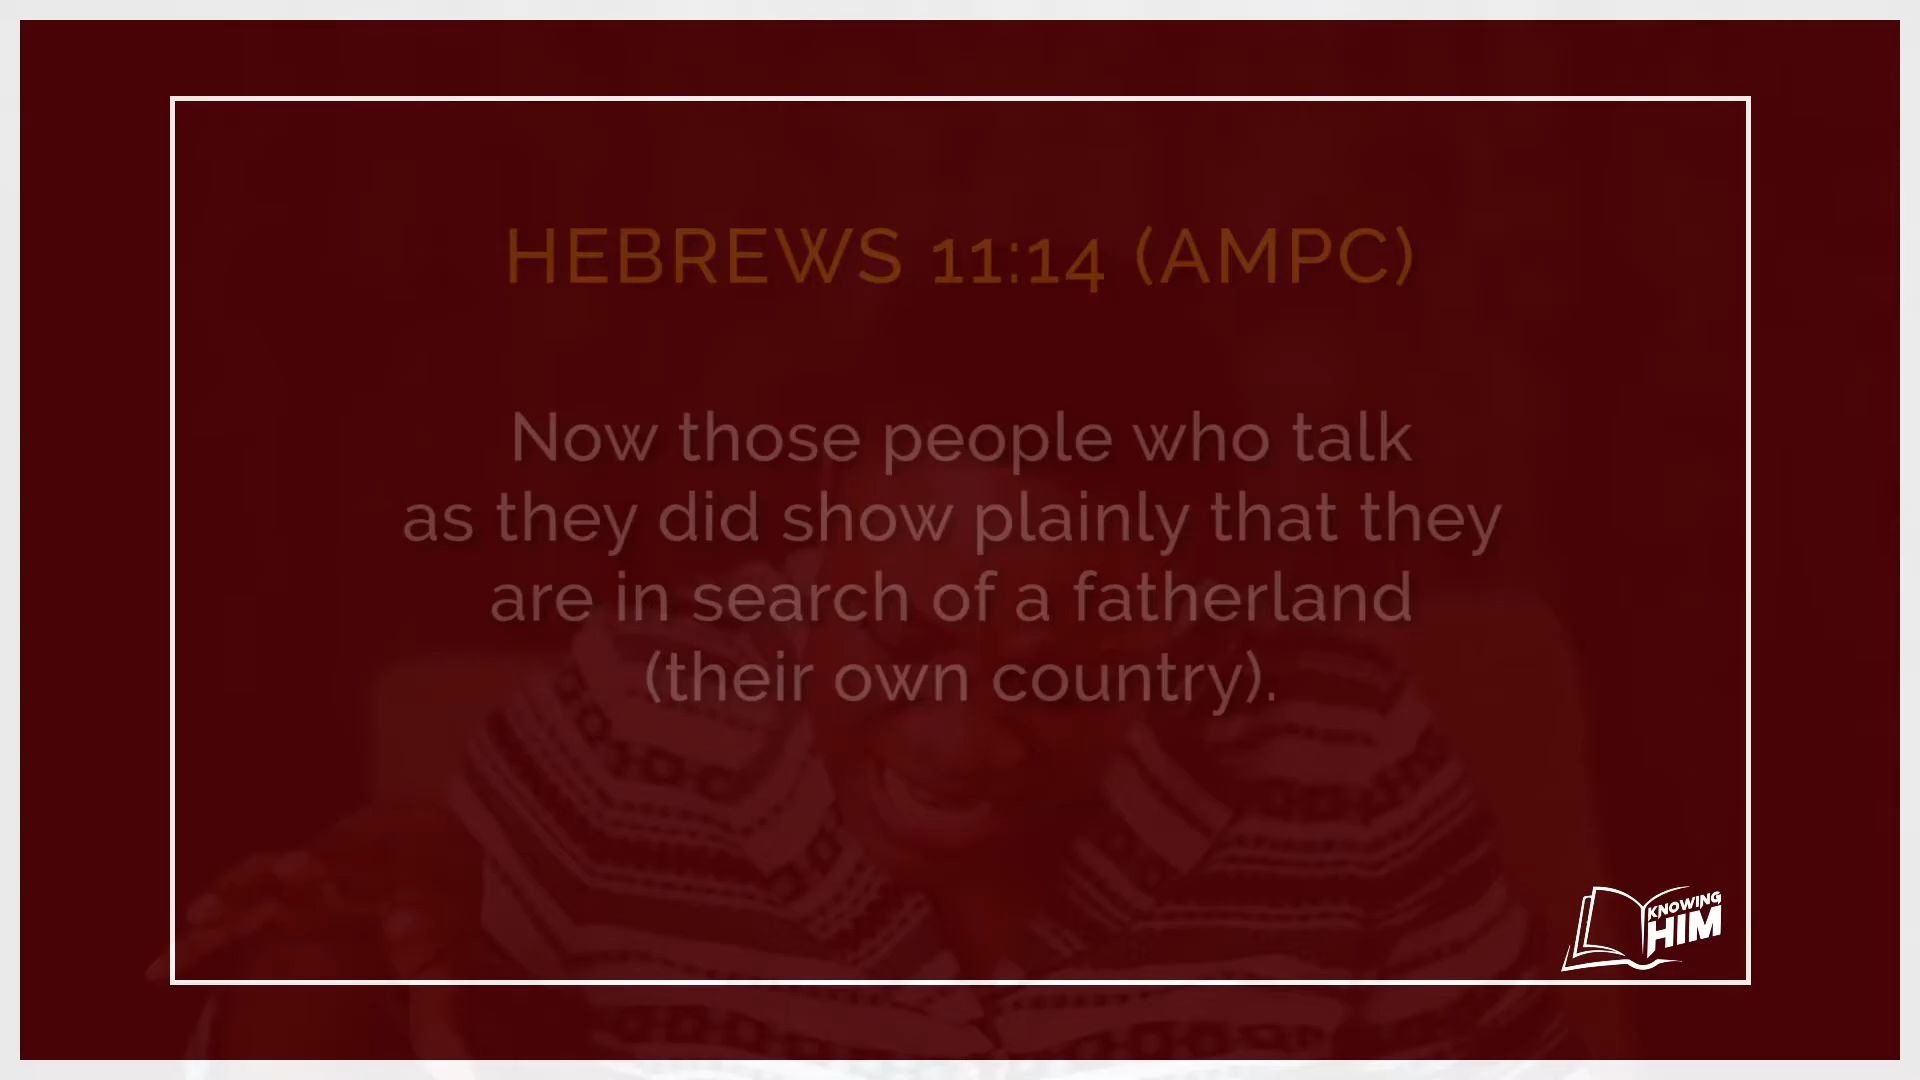 HEBREWS 11:14 (AMPC)
Now those people who talk
as they did show plainly that they
are in search of a fatherland
(their own country).
KNOWING
HIM